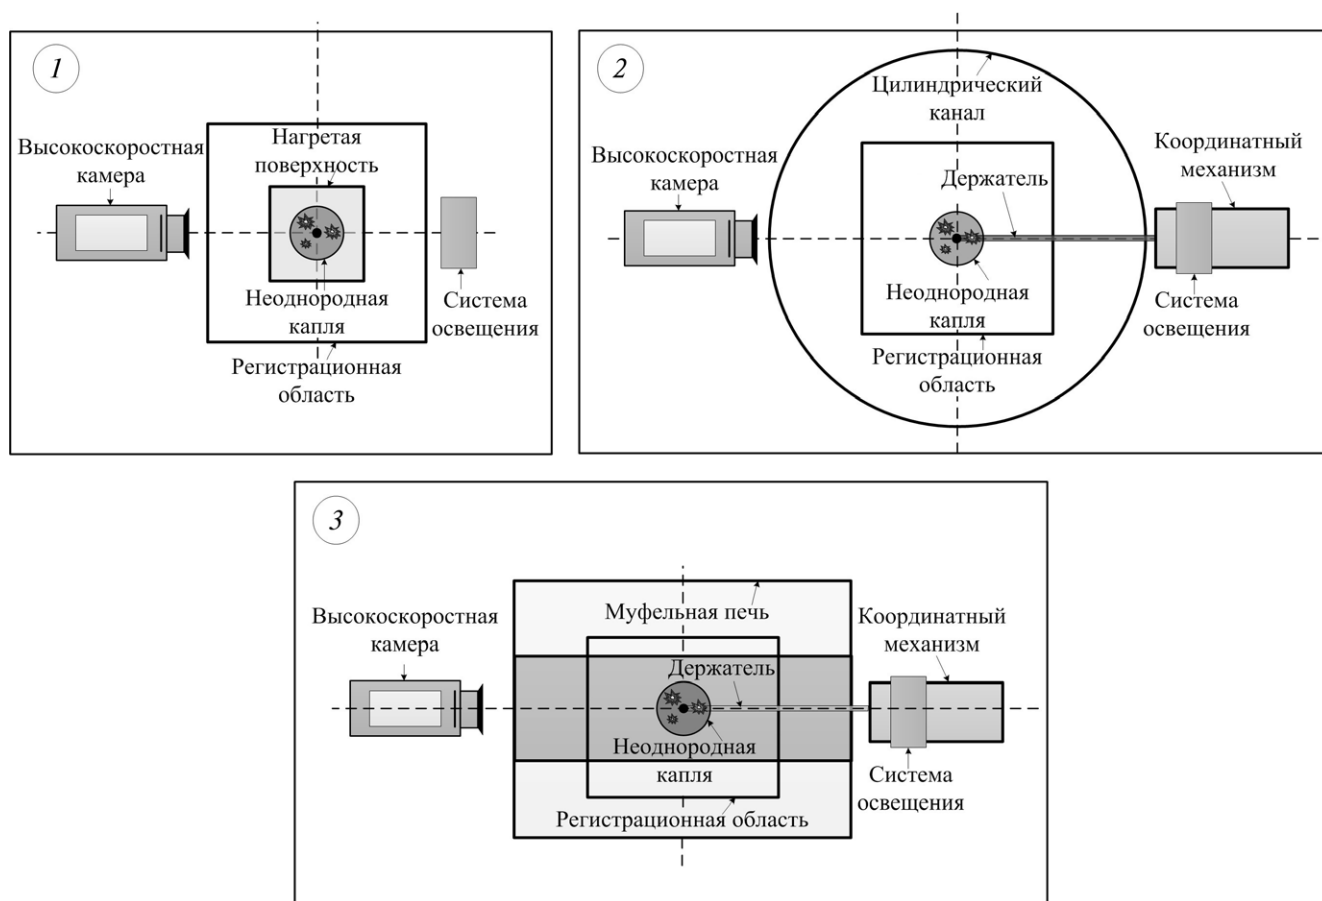 1
Нагретая
поверхность
Высокоскоростная
камера
Неоднородная
капля
Система
освещения
Регистрационная
область
2
Цилиндрический
канал
Высокоскоростная
камера
Держатель
Координатный
механизм
Неоднородная
капля
Система
освещения
Регистрационная
область
3
Муфельная печь
Высокоскоростная
камера
Держатель
Координатный
механизм
Неоднородная
капля
Система
освещения
Регистрационная область